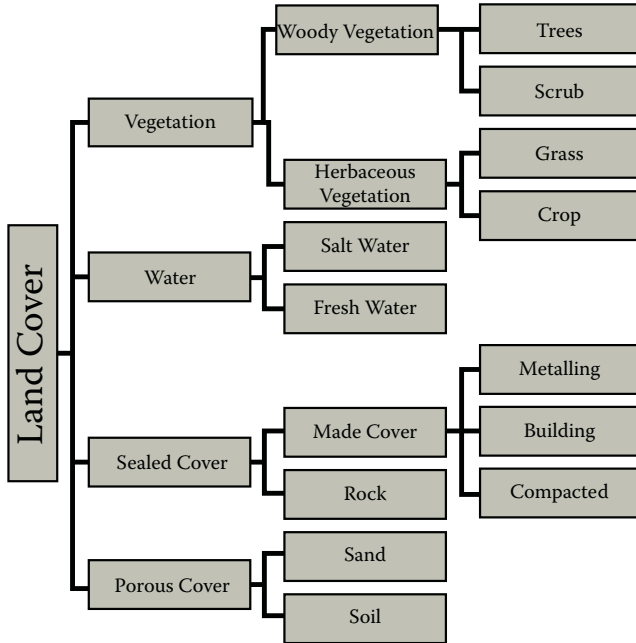 Land Cover
Vegetation
Woody Vegetation
Trees
Scrub
Herbaceous
Vegetation
Grass
Crop
Water
Salt Water
Fresh Water
Sealed Cover
Made Cover
Metalling
Building
Compacted
Rock
Porous Cover
Sand
Soil